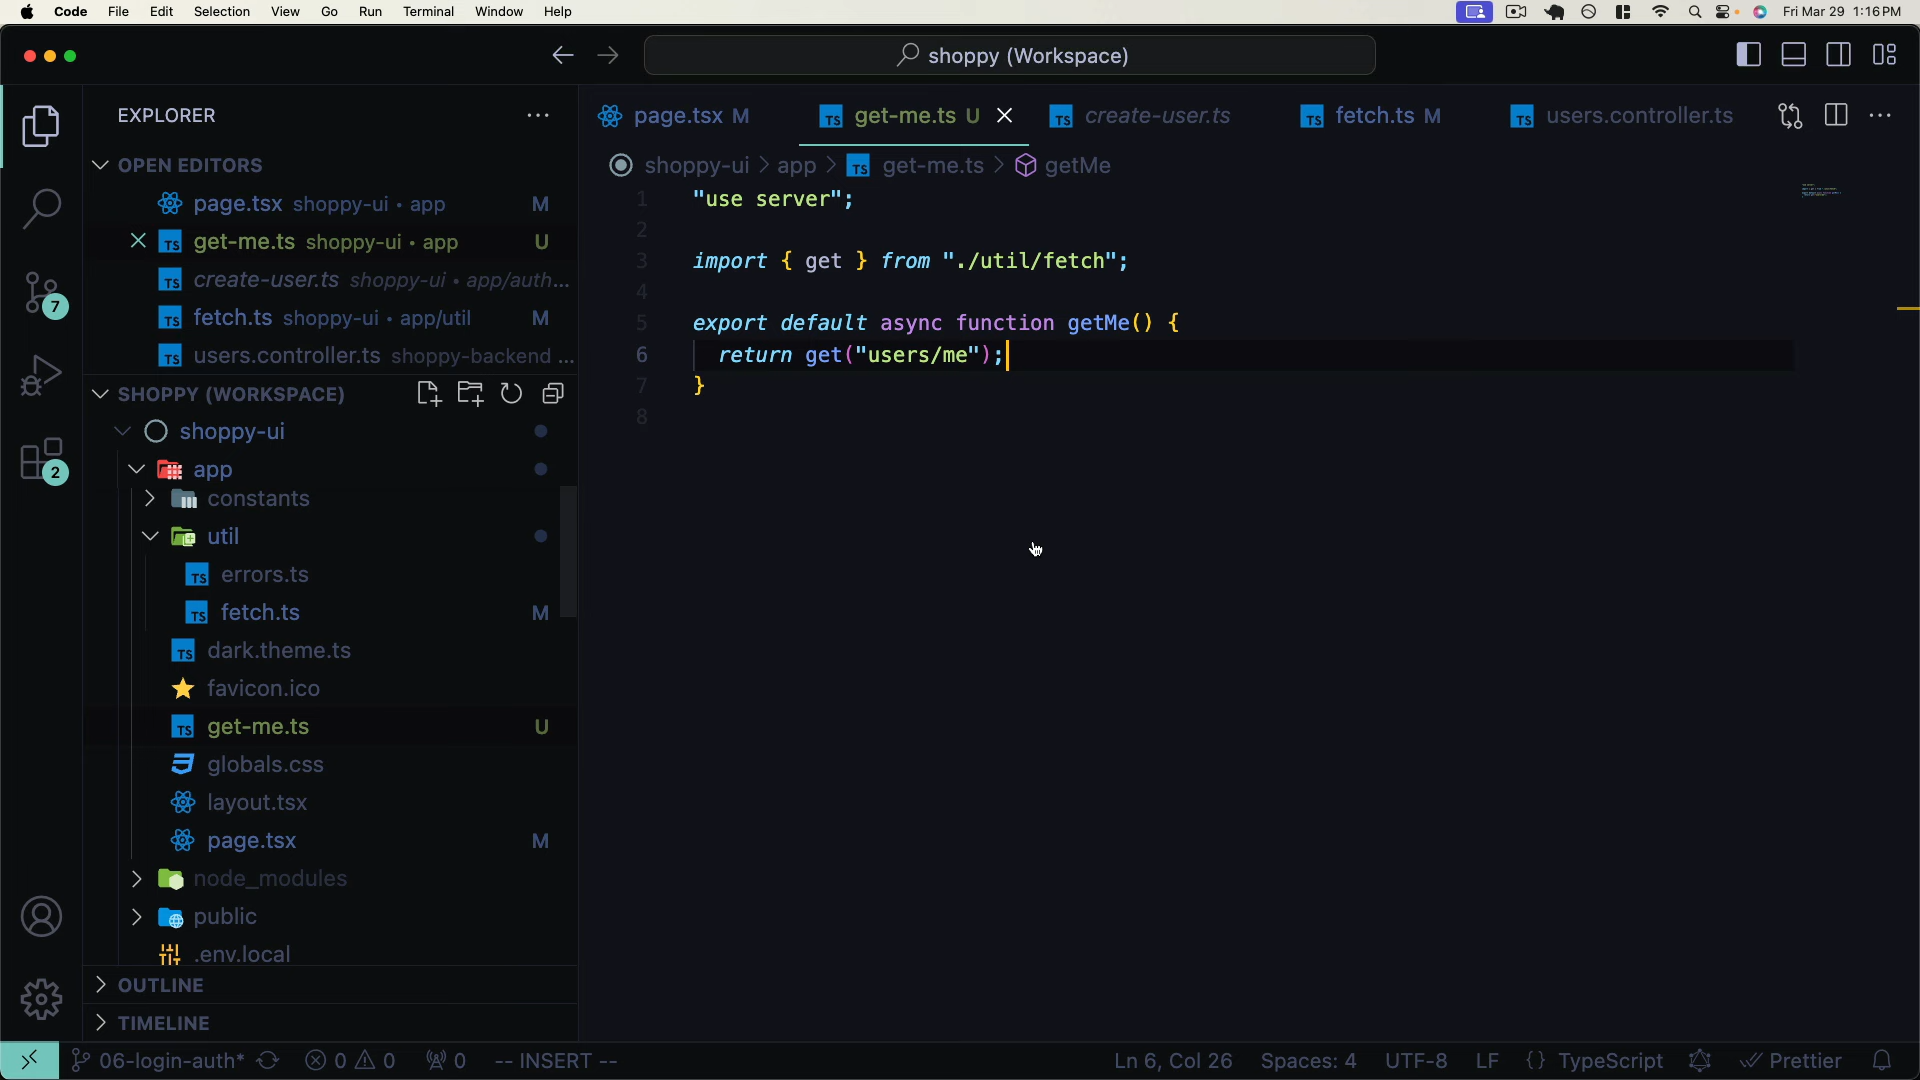 Code File Edit Selection View Go Run Terminal Window Help Fri Mar 29 1:16 PM
shoppy (Workspace)
EXPLORER
page.tsx M get-me.ts U create-user.ts fetch.ts M users.controller.ts
OPEN EDITORS
shoppy-ui > app > get-me.ts > getMe
page.tsx shoppy-ui • app M
get-me.ts shoppy-ui • app U
create-user.ts shoppy-ui • app/auth...
fetch.ts shoppy-ui • app/util M
users.controller.ts shoppy-backend ...
7
2
SHOPPY (WORKSPACE)
shoppy-ui
app
constants
util
errors.ts
fetch.ts M
dark.theme.ts
favicon.ico
get-me.ts U
globals.css
layout.tsx
page.tsx M
node_modules
public
.env.local
OUTLINE
TIMELINE
1 "use server";
2
3 import { get } from "./util/fetch";
4
5 export default async function getMe() {
6 return get("users/me");
7 }
8
06-login-auth* 0 0 0 -- INSERT -- Ln 6, Col 26 Spaces: 4 UTF-8 LF {} TypeScript Prettier